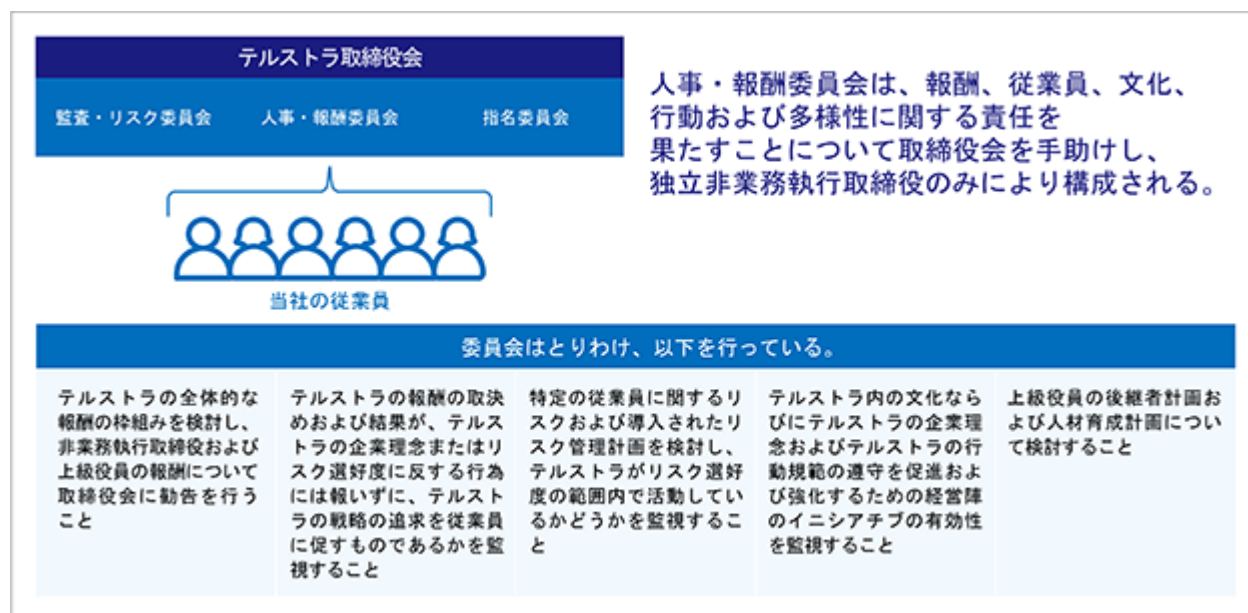 テルストラ取締役会
監査・リスク委員会
人事・報酬委員会
指名委員会
人事・報酬委員会は、報酬、従業員、文化、
行動および多様性に関する責任を
果たすことについて取締役会を手助けし、
独立非業務執行取締役のみにより構成される。
当社の従業員
委員会はとりわけ、以下を行っている。
テルストラの全体的な
報酬の枠組みを検討し、
非業務執行取締役および
上級役員の報酬について
取締役会に勧告を行う
こと
テルストラの報酬の取決
めおよび結果が、テルス
トラの企業理念またはリ
スク選好度に反する行為
には報いずに、テルスト
ラの戦略の追求を従業員
に促すものであるかを監
視すること
特定の従業員に関するリ
スクおよび導入されたリ
スク管理計画を検討し、
テルストラがリスク選好
度の範囲内で活動してい
るかどうかを監視するこ
と
テルストラ内の文化なら
びにテルストラの企業理
念およびテルストラの行
動規範の遵守を促進およ
び強化するための経営陣
のイニシアチブの有効性
を監視すること
上級役員の後継者計画お
よび人材育成計画につい
て検討すること